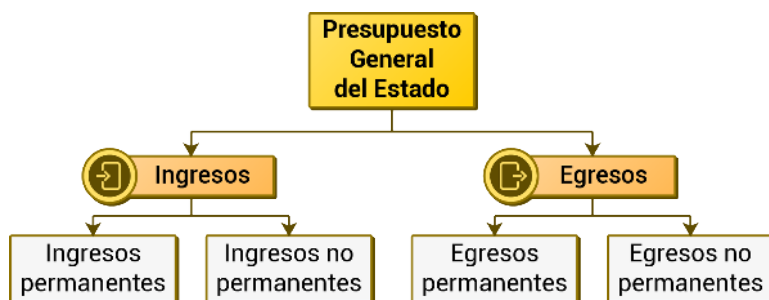 Presupuesto
General
del Estado
Ingresos
Egresos
Ingresos
permanentes
Ingresos no
permanentes
Egresos
permanentes
Egresos no
permanentes